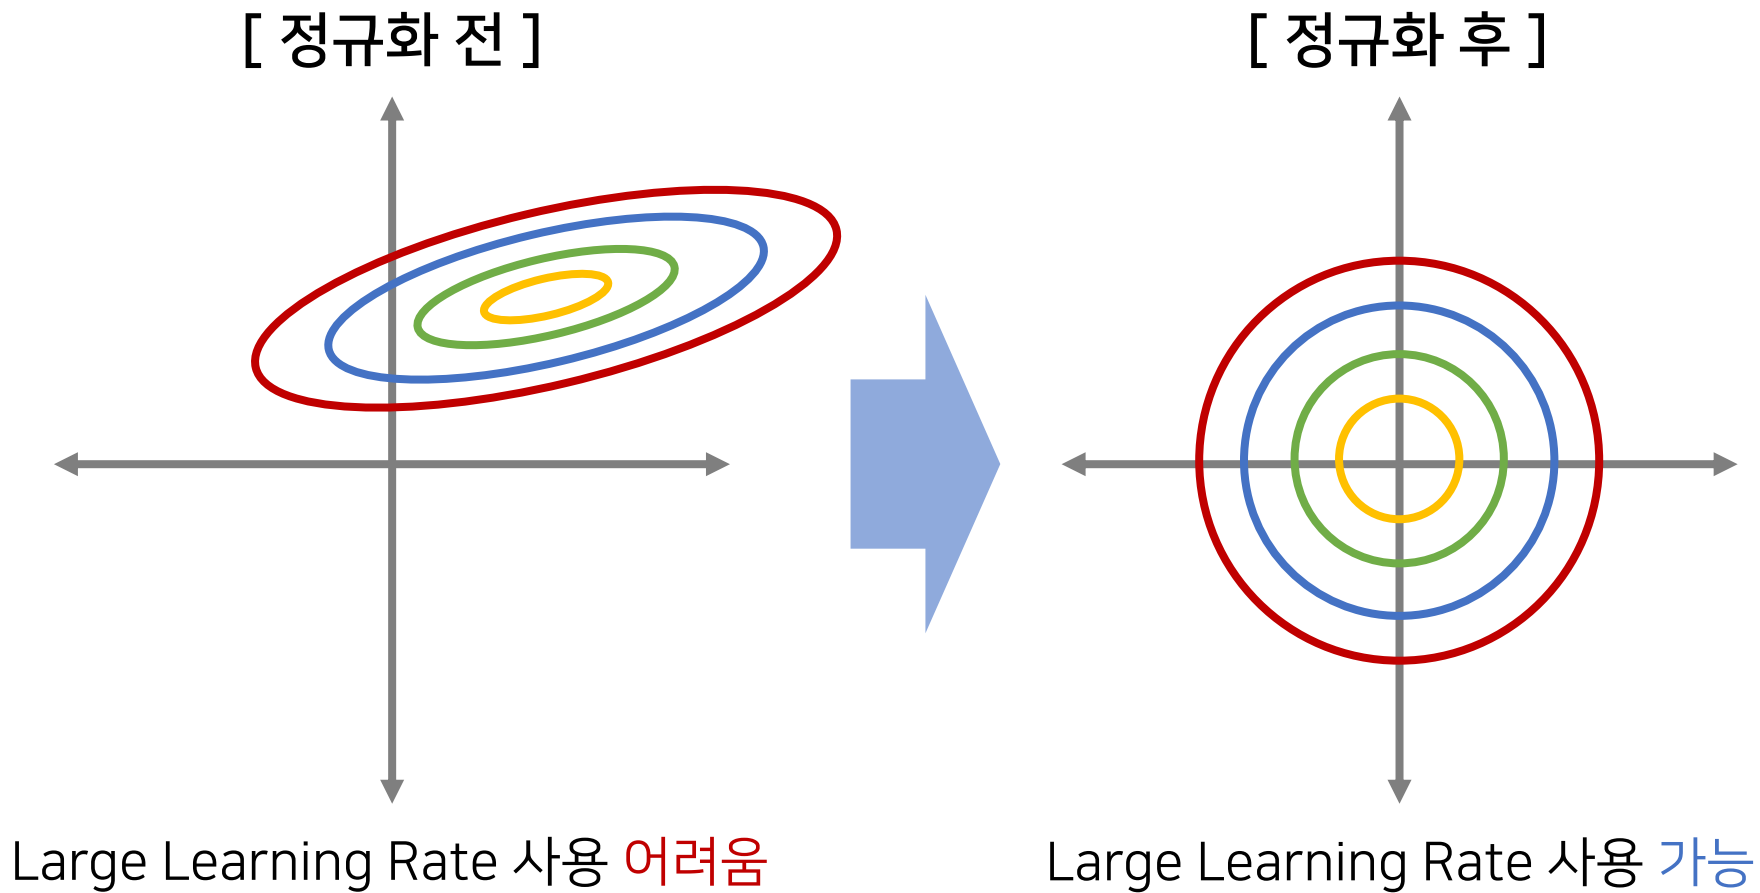 [ 정규화 전 ]
[ 정규화 후 ]
Large Learning Rate 사용 어려움
Large Learning Rate 사용 가능